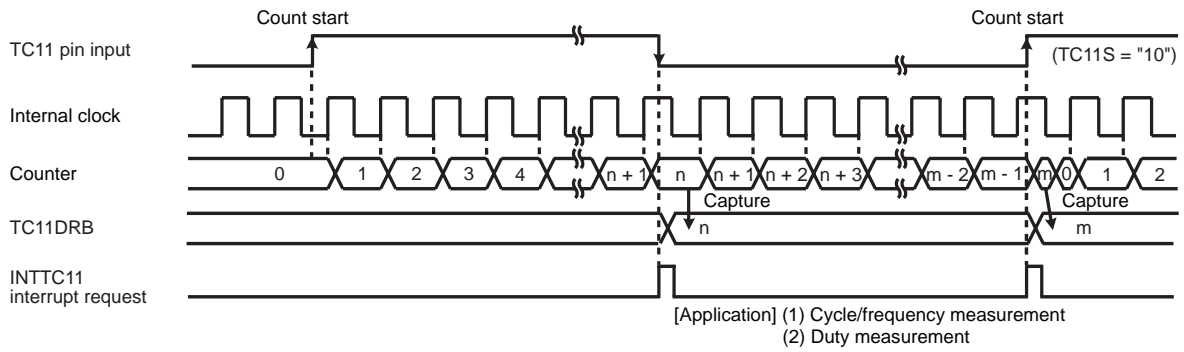 Count start Count start
TC11 pin input
(TC11S = "10")
Internal clock
Counter 0 1 2 3 4 n + 1 n n + 1 n + 2 n + 3 m - 2 m - 1 m 0 1 2
Capture Capture
TC11DRB n m
INTTC11
interrupt request
[Application] (1) Cycle/frequency measurement
(2) Duty measurement